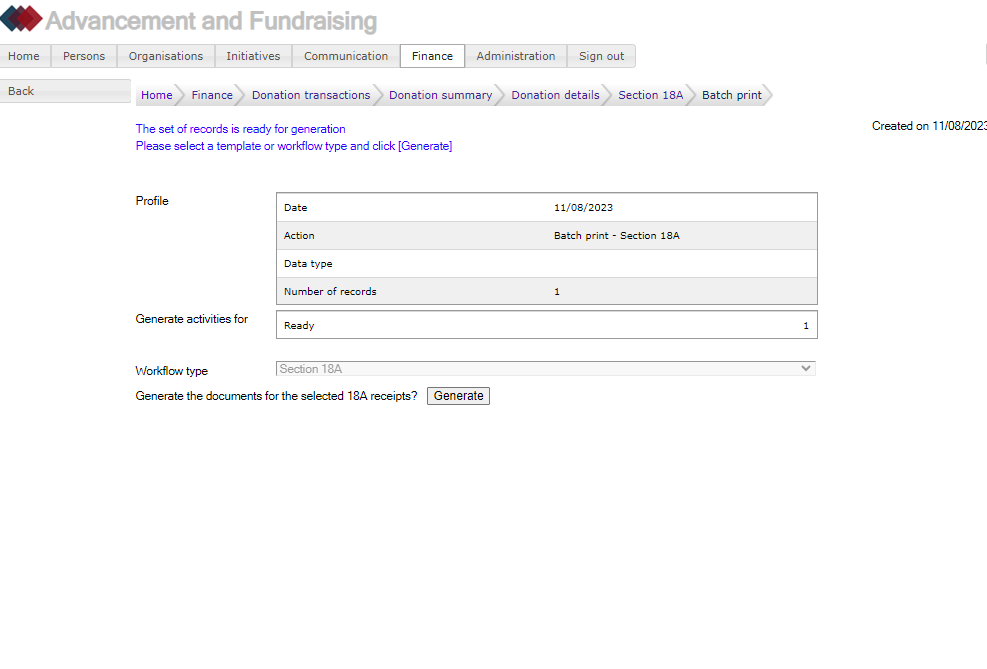 Advancement and Fundraising
Home Persons Organisations Initiatives Communication Finance Administration Sign out
Back
Home Finance Donation transactions Donation summary Donation details Section 18A Batch print
The set of records is ready for generation
Created on 11/08/2023
Please select a template or workflow type and click [Generate]
Profile
Date 11/08/2023
Action Batch print - Section 18A
Data type
Number of records 1
Generate activities for
Ready 1
Workflow type Section 18A
Generate the documents for the selected 18A receipts? Generate